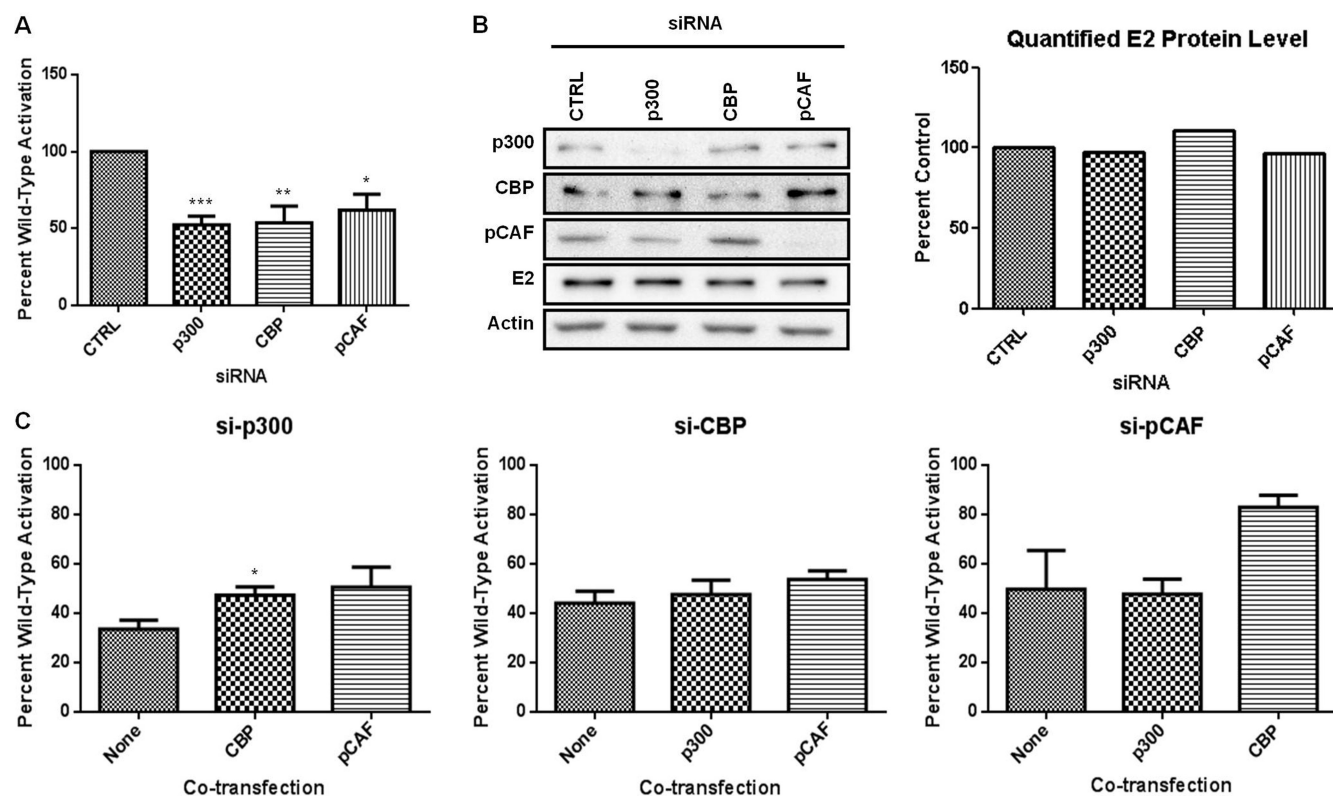 A
Percent Wild-Type Activation
150
100
50
0
***
**
*
CTRL
p300
CBP
pCAF
siRNA
B
siRNA
CTRL
p300
CBP
pCAF
p300
CBP
pCAF
E2
Actin
Quantified E2 Protein Level
Percent Control
150
100
50
0
CTRL
p300
CBP
pCAF
siRNA
C
si-p300
Percent Wild-Type Activation
100
80
60
40
20
0
*
None
CBP
pCAF
Co-transfection
si-CBP
Percent Wild-Type Activation
100
80
60
40
20
0
None
p300
pCAF
Co-transfection
si-pCAF
Percent Wild-Type Activation
100
80
60
40
20
0
None
p300
CBP
Co-transfection